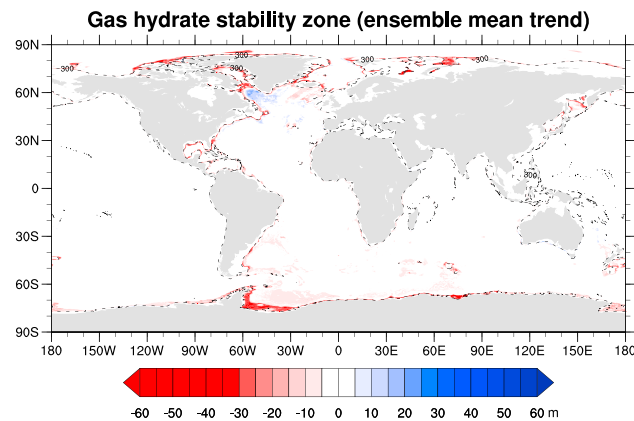 Gas hydrate stability zone (ensemble mean trend)
90N
60N
30N
0
30S
60S
90S
300
300
300
300
300
180 150W 120W 90W 60W 30W 0 30E 60E 90E 120E 150E 180
-60 -50 -40 -30 -20 -10 0 10 20 30 40 50 60 m